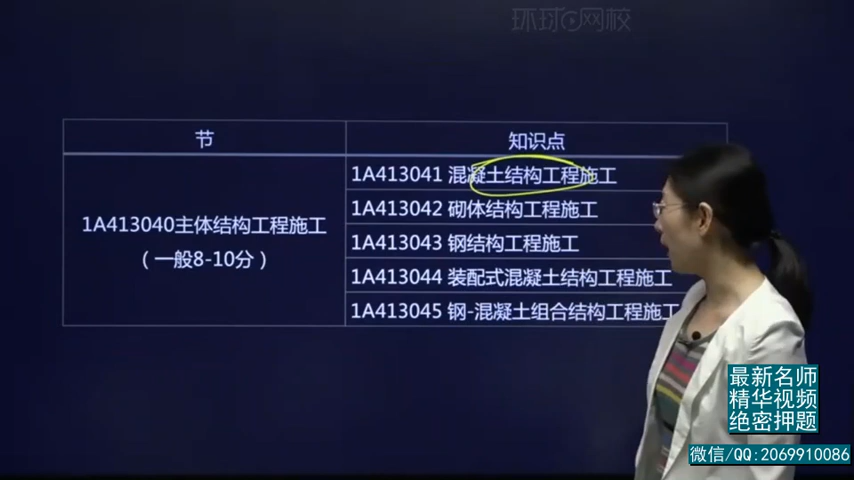 环球网校
节
知识点
1A413040主体结构工程施工
（一般8-10分）
1A413041 混凝土结构工程施工
1A413042 砌体结构工程施工
1A413043 钢结构工程施工
1A413044 装配式混凝土结构工程施工
1A413045 钢-混凝土组合结构工程施工
最新名师
精华视频
绝密押题
微信/QQ:2069910086